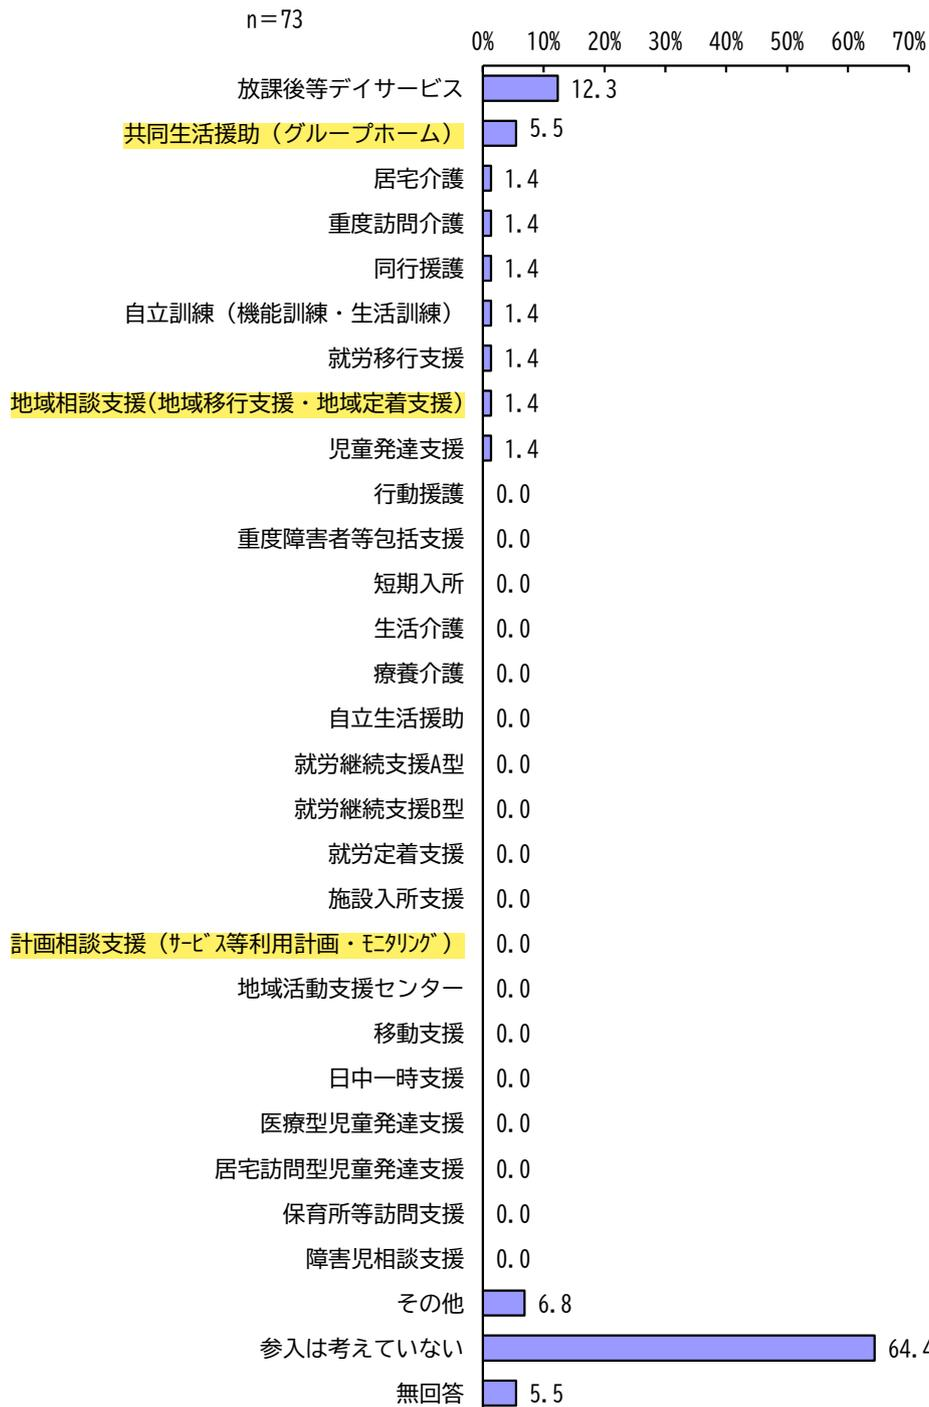 n＝73
0% 10% 20% 30% 40% 50% 60% 70%
放課後等デイサービス 12.3
共同生活援助（グループホーム） 5.5
居宅介護 1.4
重度訪問介護 1.4
同行援護 1.4
自立訓練（機能訓練・生活訓練） 1.4
就労移行支援 1.4
地域相談支援(地域移行支援・地域定着支援) 1.4
児童発達支援 1.4
行動援護 0.0
重度障害者等包括支援 0.0
短期入所 0.0
生活介護 0.0
療養介護 0.0
自立生活援助 0.0
就労継続支援A型 0.0
就労継続支援B型 0.0
就労定着支援 0.0
施設入所支援 0.0
計画相談支援（ｻｰﾋﾞｽ等利用計画・ﾓﾆﾀﾘﾝｸﾞ） 0.0
地域活動支援センター 0.0
移動支援 0.0
日中一時支援 0.0
医療型児童発達支援 0.0
居宅訪問型児童発達支援 0.0
保育所等訪問支援 0.0
障害児相談支援 0.0
その他 6.8
参入は考えていない 64.4
無回答 5.5